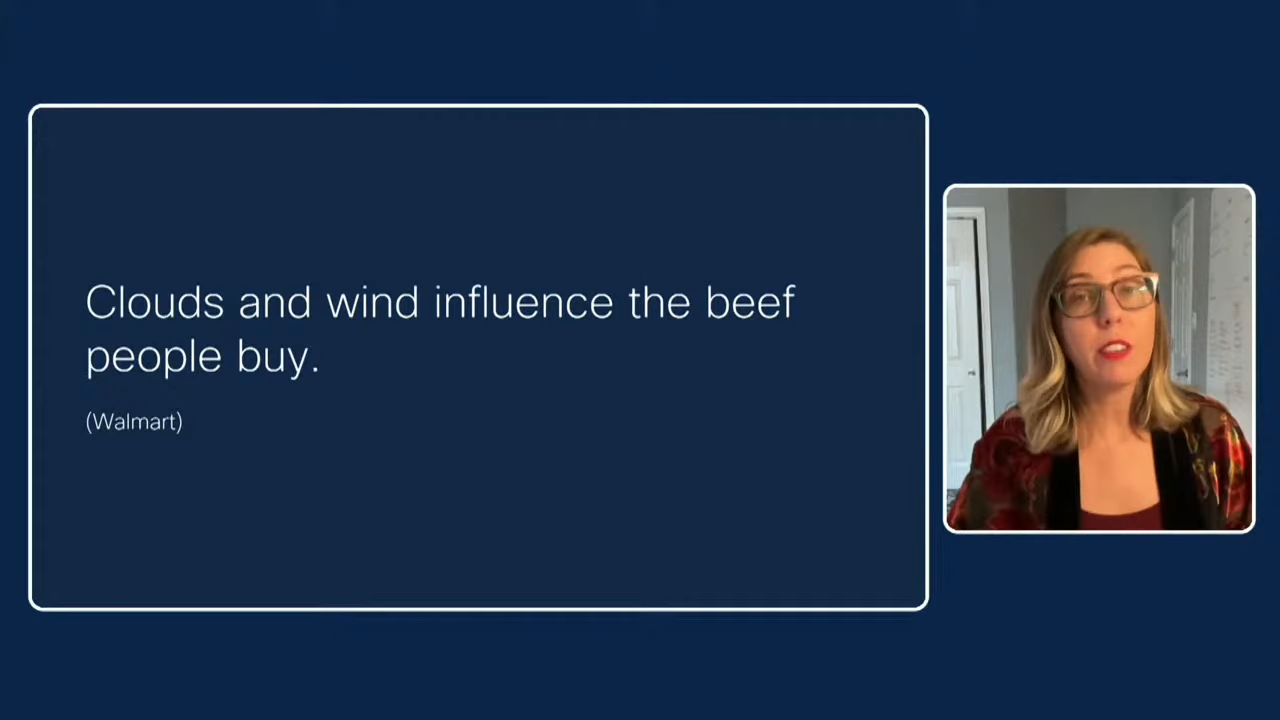 Clouds and wind influence the beef
people buy.
(Walmart)